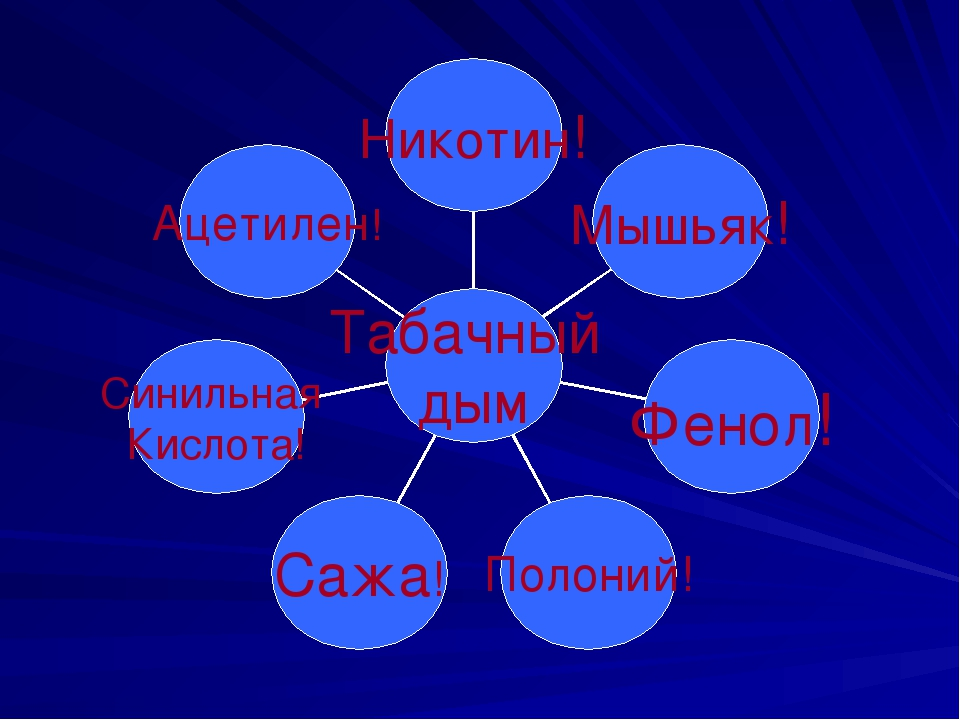 Никотин!
Ацетилен!
Мышьяк!
Табачный
дым
Синильная
Кислота!
Фенол!
Сажа!
Полоний!